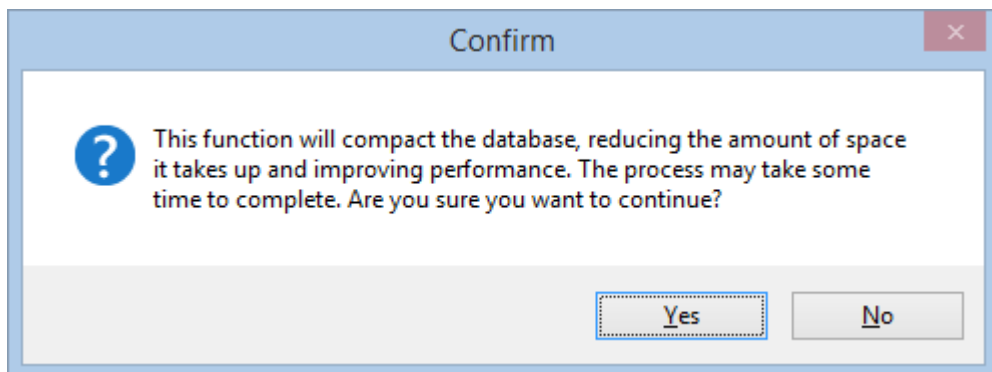 Confirm
This function will compact the database, reducing the amount of space
it takes up and improving performance. The process may take some
time to complete. Are you sure you want to continue?
Yes
No